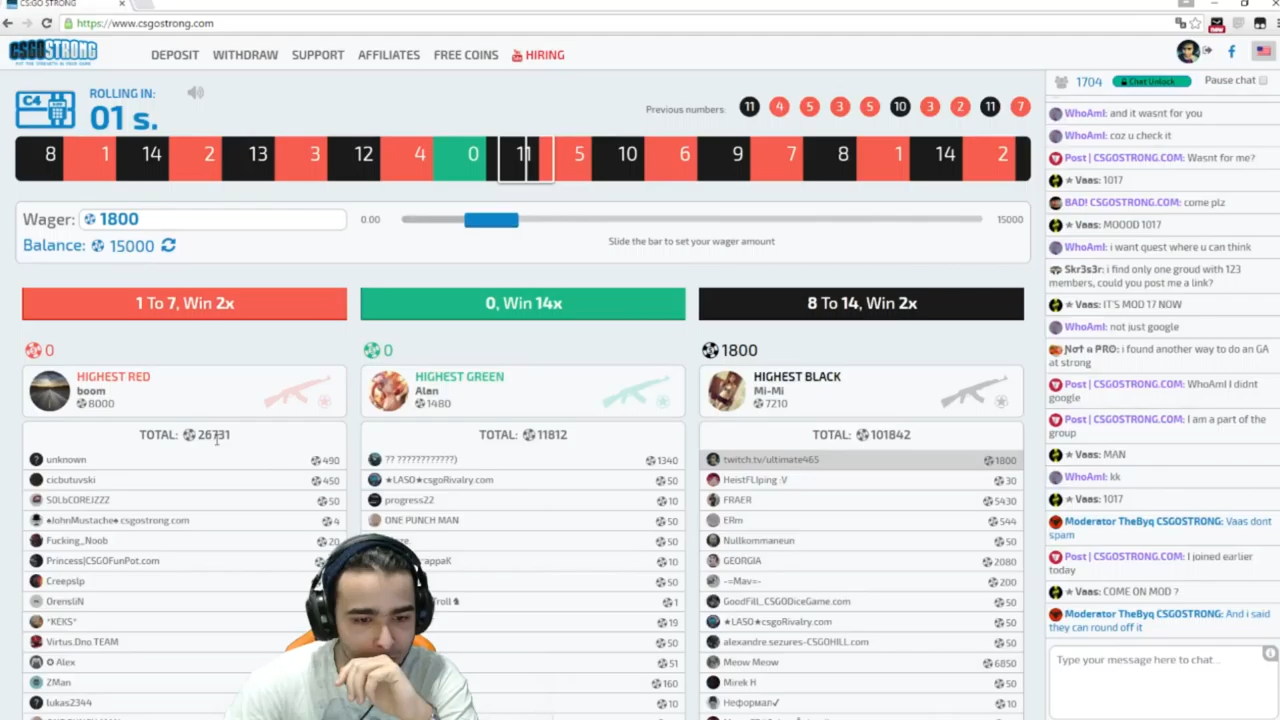 CS:GO STRONG
https://www.csgostrong.com
CSGOSTRONG
DEPOSIT WITHDRAW SUPPORT AFFILIATES FREE COINS HIRING
C4
ROLLING IN:
01 s.
Previous numbers: 11 4 5 3 5 10 3 2 11 7
8 1 14 2 13 3 12 4 0 11 5 10 6 9 7 8 1 14 2
Wager: 1800
0.00
15000
Balance: 15000
Slide the bar to set your wager amount
1 To 7, Win 2x
0, Win 14x
8 To 14, Win 2x
0
0
1800
HIGHEST RED
boom
8000
HIGHEST GREEN
Alan
1480
HIGHEST BLACK
Mi-Mi
7210
TOTAL: 26731
unknown 490
cicbutuvski 450
SOLbCOREJZZZ 50
♠JohnMustache♠ csgostrong.com 4
Fucking_Noob 20
Princess|CSGOFunPot.com
Creepslp
OrensliN
*KEKS*
Virtus.Dno TEAM
✪ Alex
ZMan
lukas2344
TOTAL: 11812
?? ????????????) 1340
★LASO★csgoRivalry.com 50
progress22 10
ONE PUNCH MAN 50
50
10
50
1
19
50
51
160
10
TOTAL: 101842
twitch.tv/ultimate465 1800
HeistFLIping :V 30
FRAER 5430
ERm 544
Nullkommaneun 50
GEORGIA 2080
-=Mav=- 200
GoodFill_CSGODiceGame.com 50
★LASO★csgoRivalry.com 50
alexandre.sezures-CSGOHILL.com 50
Meow Meow 6850
Mirek H 50
Неформал✓ 10
1704 Chat Unlock Pause chat
WhoAmI: and it wasnt for you
WhoAmI: coz u check it
Post | CSGOSTRONG.COM: Wasnt for me?
★ Vaas: 1017
BAD! CSGOSTRONG.COM: come plz
★ Vaas: MOOOD 1017
WhoAmI: i want quest where u can think
Skr3s3r: i find only one groud with 123
members, could you post me a link?
★ Vaas: IT'S MOD 17 NOW
WhoAmI: not just google
Nøt a PRO: i found another way to do an GA
at strong
Post | CSGOSTRONG.COM: WhoAmI I didnt
google
Post | CSGOSTRONG.COM: I am a part of the
group
★ Vaas: MAN
WhoAmI: kk
★ Vaas: 1017
Moderator TheByq CSGOSTRONG: Vaas dont
spam
Post | CSGOSTRONG.COM: I joined earlier
today
★ Vaas: COME ON MOD ?
Moderator TheByq CSGOSTRONG: And i said
they can round off it
Type your message here to chat...